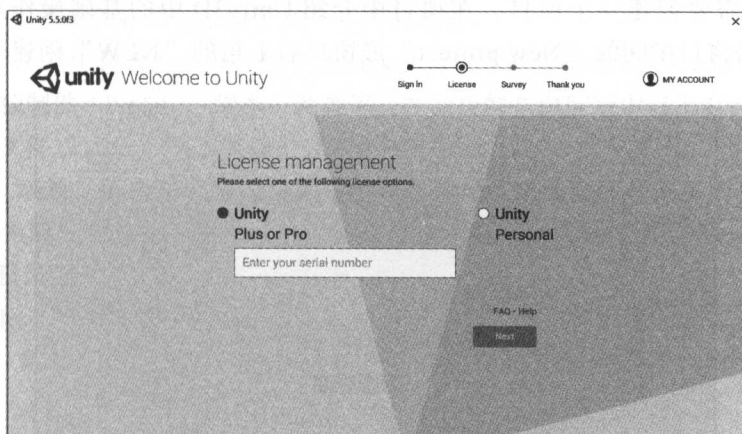 Unity 5.5.0f3
unity Welcome to Unity
Sign in License Survey Thank you
MY ACCOUNT
License management
Please select one of the following license options.
Unity Plus or Pro
Unity Personal
Enter your serial number
FAQ - Help
Next